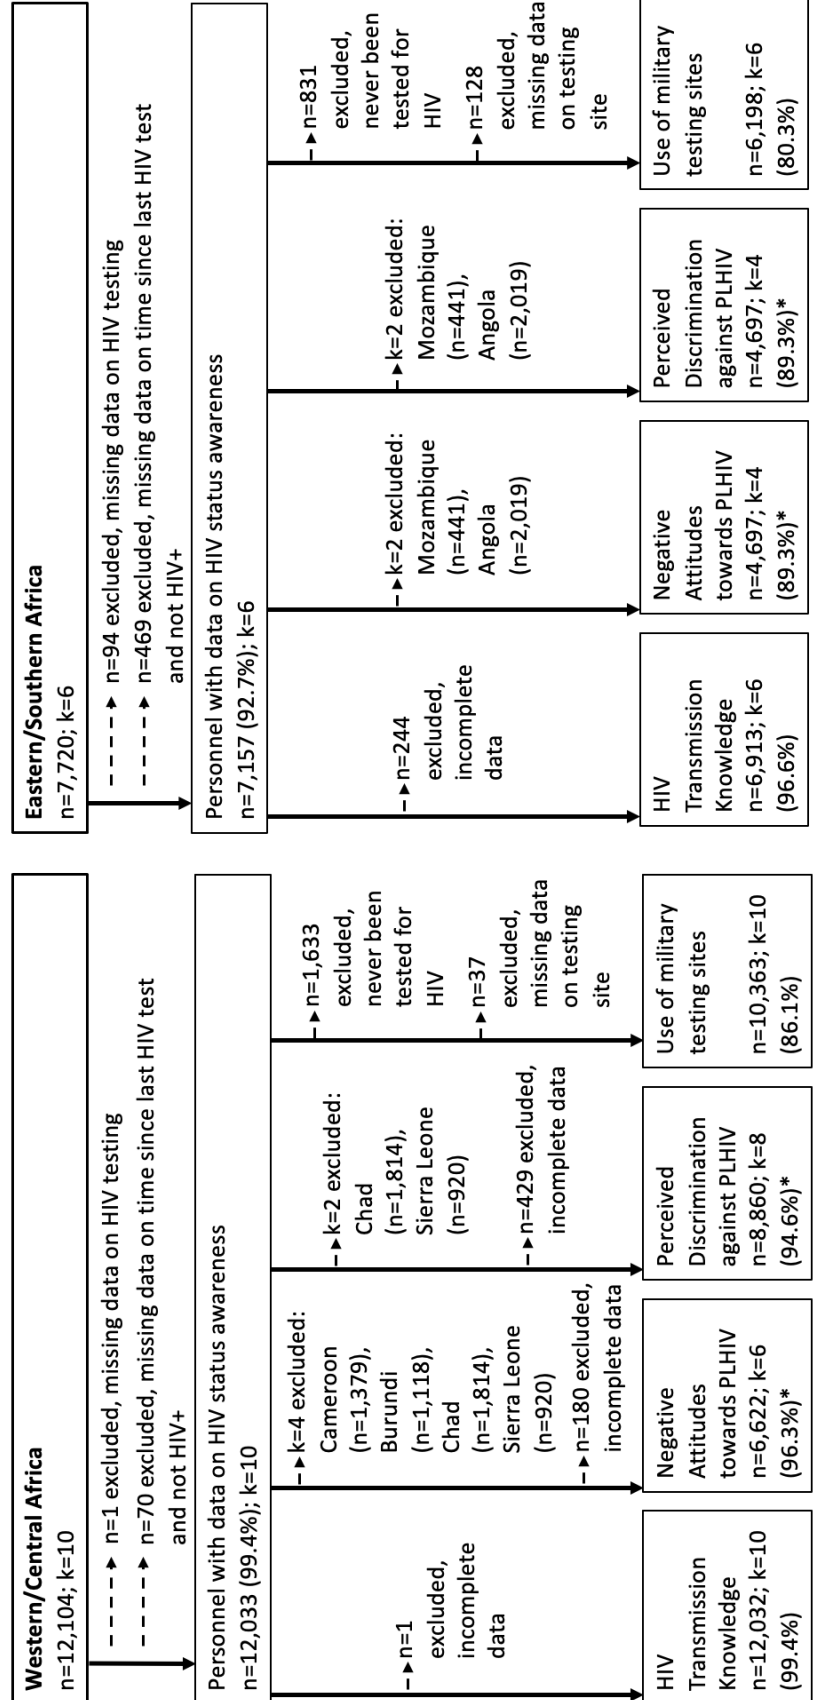 Western/Central Africa
n=12,104; k=10
n=1 excluded, missing data on HIV testing
n=70 excluded, missing data on time since last HIV test
and not HIV+
Personnel with data on HIV status awareness
n=12,033 (99.4%); k=10
n=1
excluded,
incomplete
data
k=4 excluded:
Cameroon
(n=1,379),
Burundi
(n=1,118),
Chad
(n=1,814),
Sierra Leone
(n=920)
n=180 excluded,
incomplete data
k=2 excluded:
Chad
(n=1,814),
Sierra Leone
(n=920)
n=429 excluded,
incomplete data
n=1,633
excluded,
never been
tested for
HIV
n=37
excluded,
missing data
on testing
site
HIV
Transmission
Knowledge
n=12,032; k=10
(99.4%)
Negative
Attitudes
towards PLHIV
n=6,622; k=6
(96.3%)*
Perceived
Discrimination
against PLHIV
n=8,860; k=8
(94.6%)*
Use of military
testing sites
n=10,363; k=10
(86.1%)
Eastern/Southern Africa
n=7,720; k=6
n=94 excluded, missing data on HIV testing
n=469 excluded, missing data on time since last HIV test
and not HIV+
Personnel with data on HIV status awareness
n=7,157 (92.7%); k=6
n=244
excluded,
incomplete
data
k=2 excluded:
Mozambique
(n=441),
Angola
(n=2,019)
k=2 excluded:
Mozambique
(n=441),
Angola
(n=2,019)
n=831
excluded,
never been
tested for
HIV
n=128
excluded,
missing data
on testing
site
HIV
Transmission
Knowledge
n=6,913; k=6
(96.6%)
Negative
Attitudes
towards PLHIV
n=4,697; k=4
(89.3%)*
Perceived
Discrimination
against PLHIV
n=4,697; k=4
(89.3%)*
Use of military
testing sites
n=6,198; k=6
(80.3%)